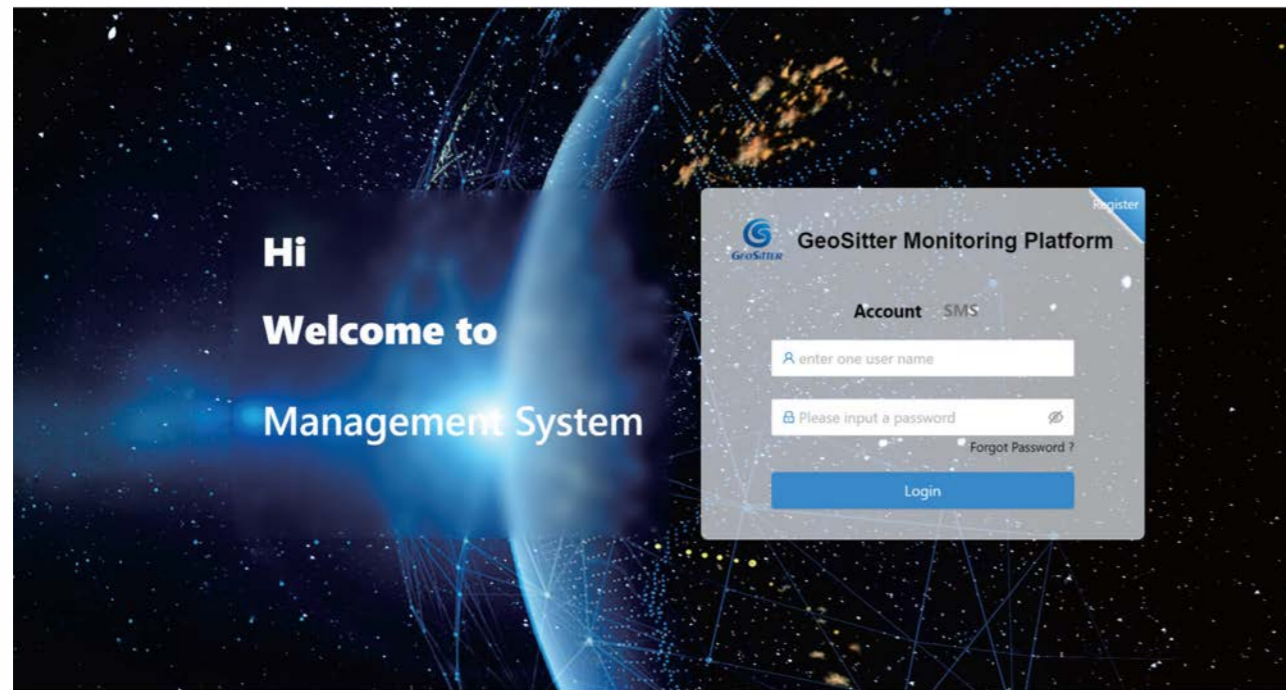 Hi
Welcome to
Management System
Register
GEOSITTER
GeoSitter Monitoring Platform
Account SMS
enter one user name
Please input a password
Forgot Password ?
Login